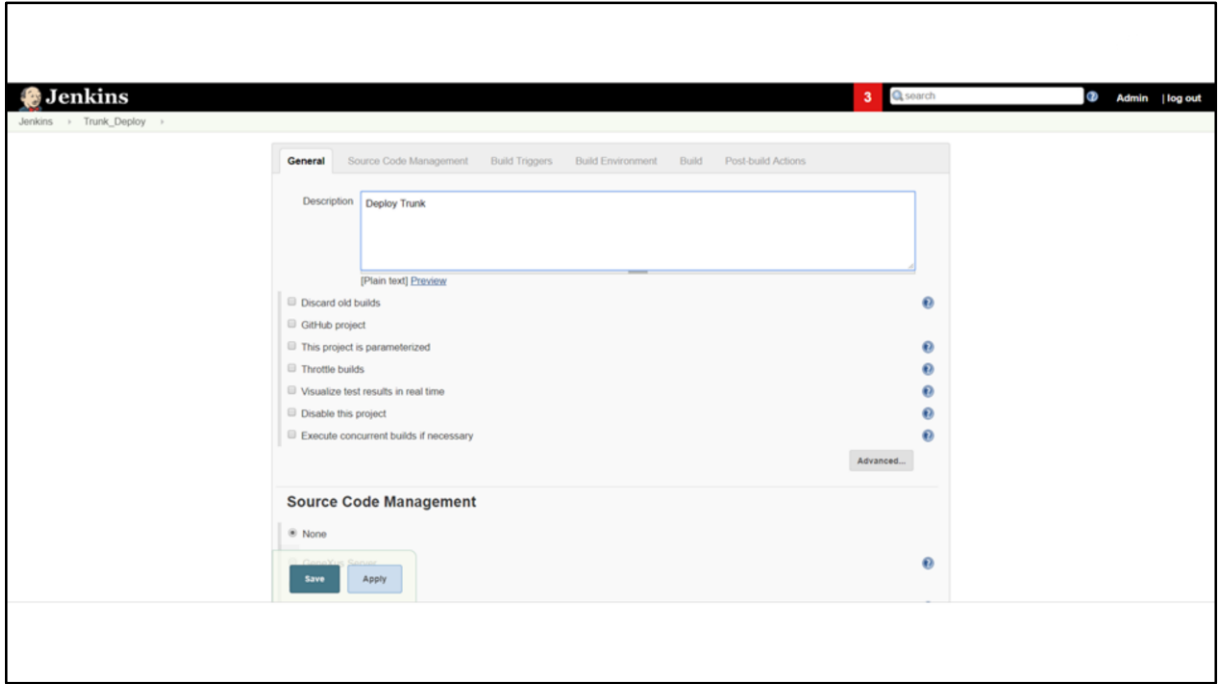 Jenkins
3
search
Admin | log out
Jenkins › Trunk_Deploy ›
General Source Code Management Build Triggers Build Environment Build Post-build Actions
Description
Deploy Trunk
[Plain text] Preview
Discard old builds
GitHub project
This project is parameterized
Throttle builds
Visualize test results in real time
Disable this project
Execute concurrent builds if necessary
Advanced...
Source Code Management
None
GeneXus Server
Save Apply